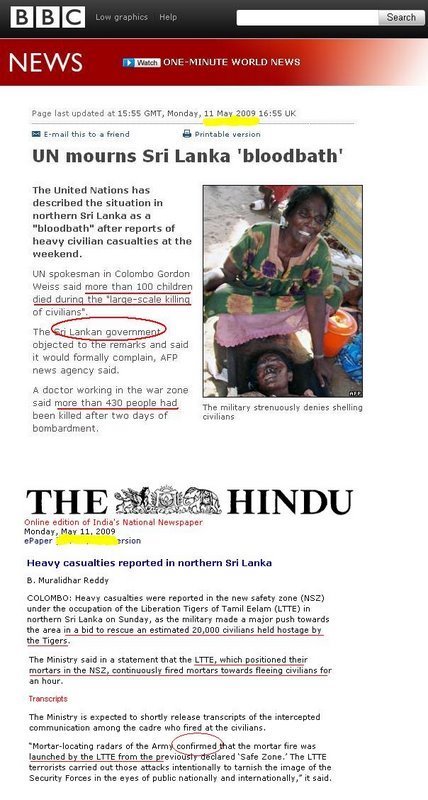 BBC Low graphics Help Search
NEWS Watch ONE-MINUTE WORLD NEWS
Page last updated at 15:55 GMT, Monday, 11 May 2009 16:55 UK
E-mail this to a friend Printable version
UN mourns Sri Lanka 'bloodbath'
The United Nations has
described the situation in
northern Sri Lanka as a
"bloodbath" after reports of
heavy civilian casualties at the
weekend.
UN spokesman in Colombo Gordon
Weiss said more than 100 children
died during the "large-scale killing
of civilians".
The Sri Lankan government
objected to the remarks and said
it would formally complain, AFP
news agency said.
A doctor working in the war zone
said more than 430 people had
been killed after two days of
bombardment.
AFP
The military strenuously denies shelling
civilians
THE HINDU
Online edition of India's National Newspaper
Monday, May 11, 2009
ePaper
Heavy casualties reported in northern Sri Lanka
B. Muralidhar Reddy
COLOMBO: Heavy casualties were reported in the new safety zone (NSZ)
under the occupation of the Liberation Tigers of Tamil Eelam (LTTE) in
northern Sri Lanka on Sunday, as the military made a major push towards
the area in a bid to rescue an estimated 20,000 civilians held hostage by
the Tigers.
The Ministry said in a statement that the LTTE, which positioned their
mortars in the NSZ, continuously fired mortars towards fleeing civilians for
an hour.
Transcripts
The Ministry is expected to shortly release transcripts of the intercepted
communication among the cadre who fired at the civilians.
"Mortar-locating radars of the Army confirmed that the mortar fire was
launched by the LTTE from the previously declared 'Safe Zone.' The LTTE
terrorists carried out those attacks intentionally to tarnish the image of the
Security Forces in the eyes of public nationally and internationally," it said.